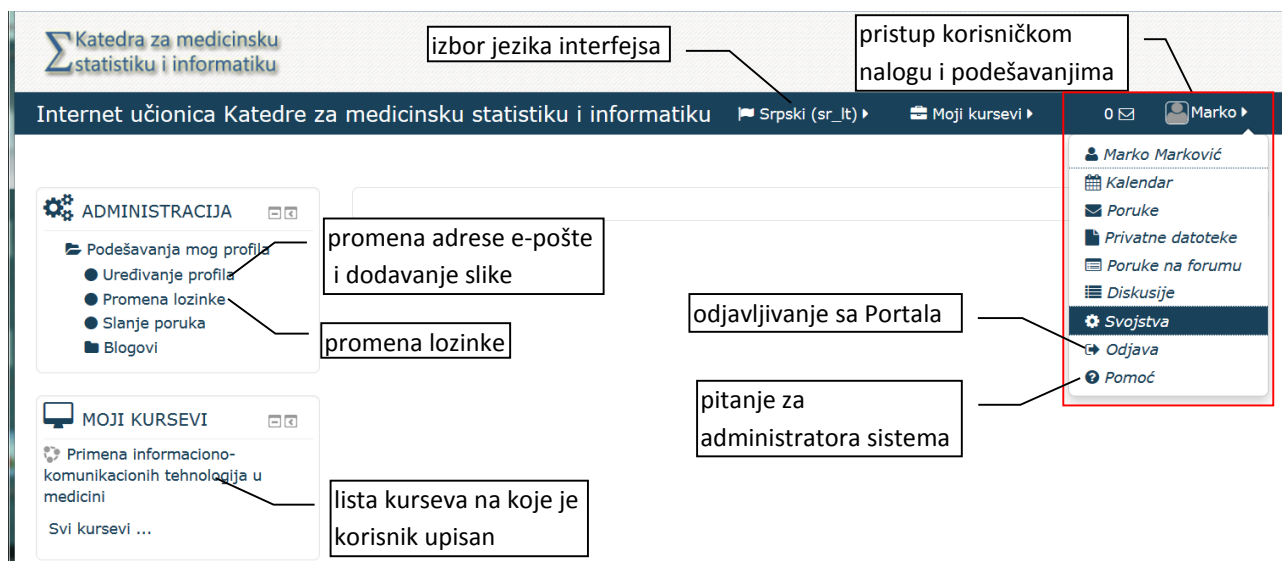 Katedra za medicinsku
statistiku i informatiku
izbor jezika interfejsa
pristup korisničkom
nalogu i podešavanjima
Internet učionica Katedre za medicinsku statistiku i informatiku
Srpski (sr_lt)
Moji kursevi
0
Marko
Marko Marković
Kalendar
Poruke
Privatne datoteke
Poruke na forumu
Diskusije
Svojstva
Odjava
Pomoć
ADMINISTRACIJA
Podešavanja mog profila
Uređivanje profila
Promena lozinke
Slanje poruka
Blogovi
promena adrese e-pošte
i dodavanje slike
promena lozinke
odjavljivanje sa Portala
pitanje za
administratora sistema
MOJI KURSEVI
Primena informaciono-
komunikacionih tehnologija u
medicini
Svi kursevi ...
lista kurseva na koje je
korisnik upisan